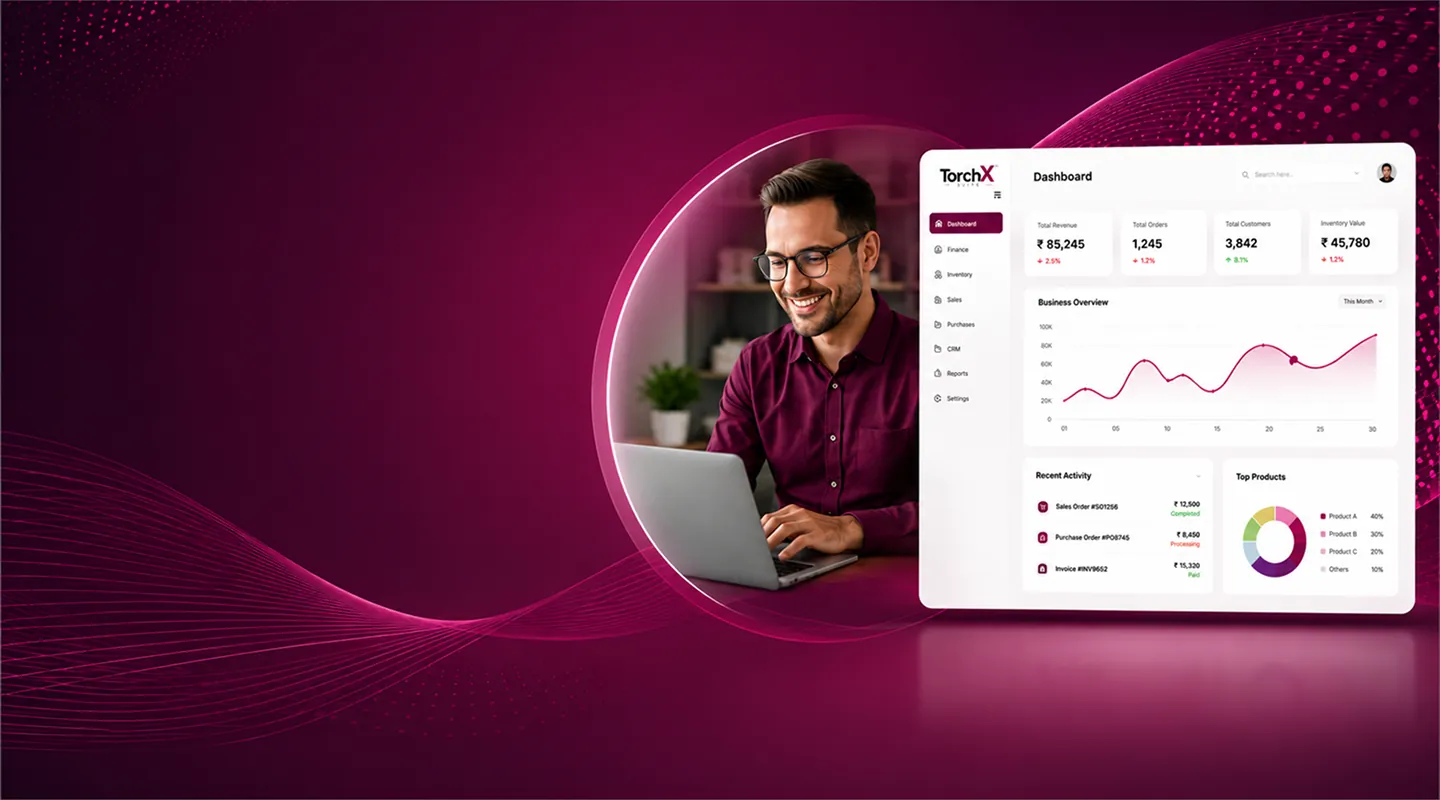 TorchX
SUITE
Dashboard
Search here..
Dashboard
Finance
Inventory
Sales
Purchases
CRM
Reports
Settings
Total Revenue
₹ 85,245
2.5%
Total Orders
1,245
1.2%
Total Customers
3,842
8.1%
Inventory Value
₹ 45,780
1.2%
Business Overview
This Month
100K
80K
60K
40K
20K
0
01 05 10 15 20 25 30
Recent Activity
Sales Order #SO1256
₹ 12,500
Completed
Purchase Order #PO8745
₹ 8,450
Processing
Invoice #INV9652
₹ 15,320
Paid
Top Products
Product A 40%
Product B 30%
Product C 20%
Others 10%